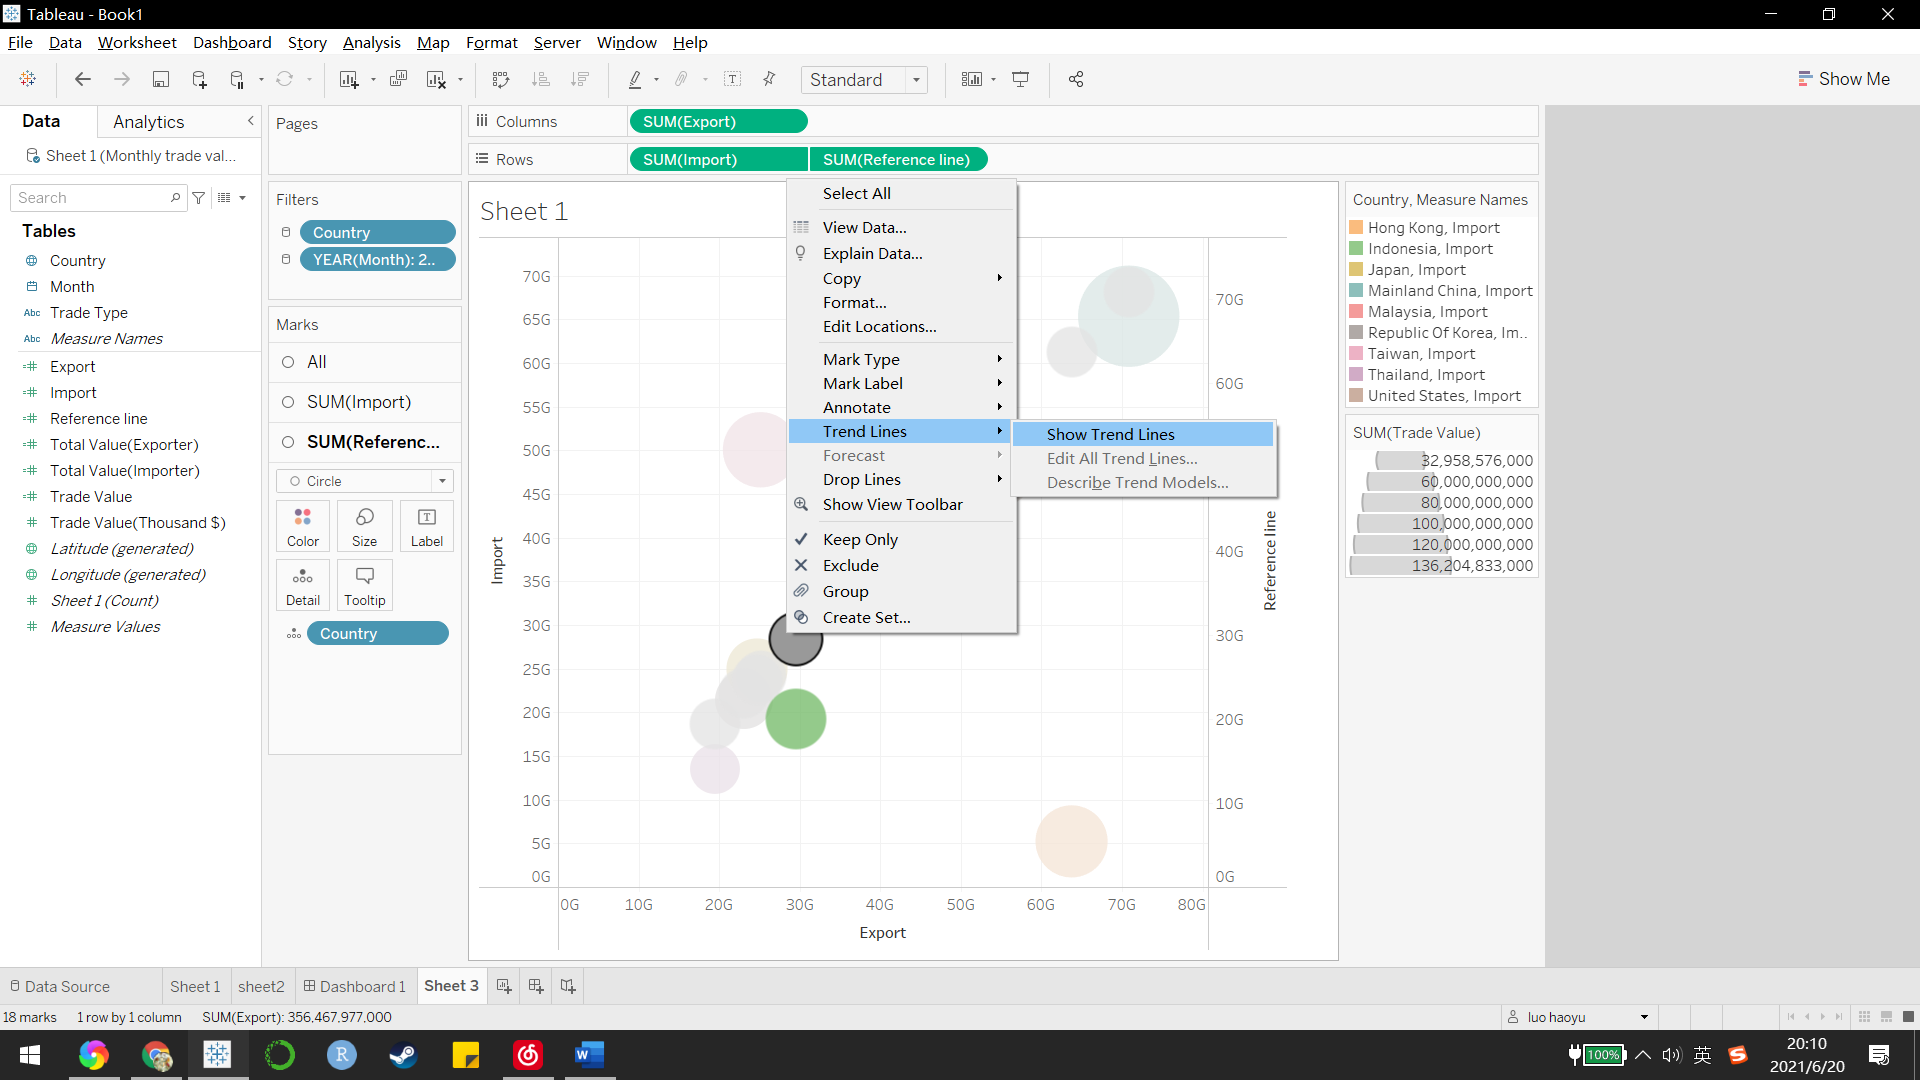 Tableau - Book1
File Data Worksheet Dashboard Story Analysis Map Format Server Window Help
Standard
Show Me
Data
Analytics
Sheet 1 (Monthly trade val...
Search
Tables
Country
Month
Abc Trade Type
Abc Measure Names
Export
Import
Reference line
Total Value(Exporter)
Total Value(Importer)
Trade Value
Trade Value(Thousand $)
Latitude (generated)
Longitude (generated)
Sheet 1 (Count)
Measure Values
Pages
Filters
Country
YEAR(Month): 2..
Marks
All
SUM(Import)
SUM(Referenc...
Circle
Color
Size
Label
Detail
Tooltip
Country
Columns
SUM(Export)
Rows
SUM(Import)
SUM(Reference line)
Sheet 1
70G
65G
60G
55G
50G
45G
40G
35G
30G
25G
20G
15G
10G
5G
0G
Import
0G
10G
20G
30G
40G
50G
60G
70G
80G
Export
70G
60G
40G
30G
20G
10G
0G
Reference line
Select All
View Data...
Explain Data...
Copy
Format...
Edit Locations...
Mark Type
Mark Label
Annotate
Trend Lines
Forecast
Drop Lines
Show View Toolbar
Keep Only
Exclude
Group
Create Set...
Show Trend Lines
Edit All Trend Lines...
Describe Trend Models...
Country, Measure Names
Hong Kong, Import
Indonesia, Import
Japan, Import
Mainland China, Import
Malaysia, Import
Republic Of Korea, Im..
Taiwan, Import
Thailand, Import
United States, Import
SUM(Trade Value)
32,958,576,000
60,000,000,000
80,000,000,000
100,000,000,000
120,000,000,000
136,204,833,000
Data Source
Sheet 1
sheet2
Dashboard 1
Sheet 3
18 marks
1 row by 1 column
SUM(Export): 356,467,977,000
luo haoyu
100%
英
20:10
2021/6/20